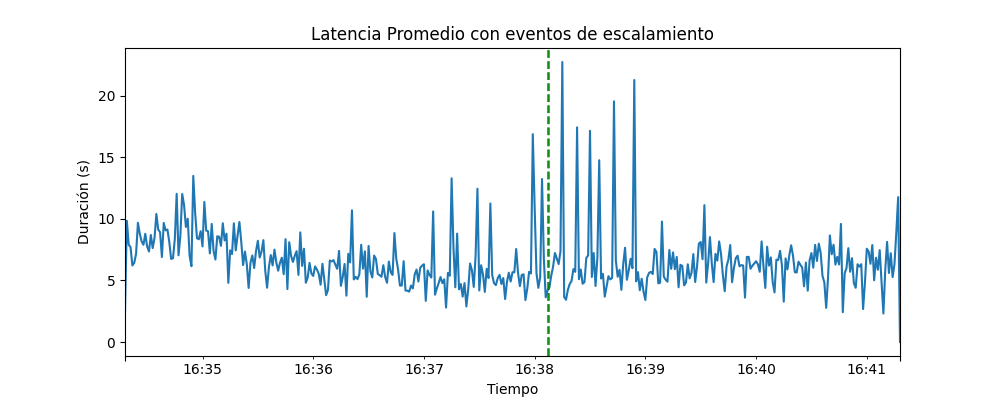 Latencia Promedio con eventos de escalamiento
Duración (s)
20
15
10
5
0
16:35 16:36 16:37 16:38 16:39 16:40 16:41
Tiempo